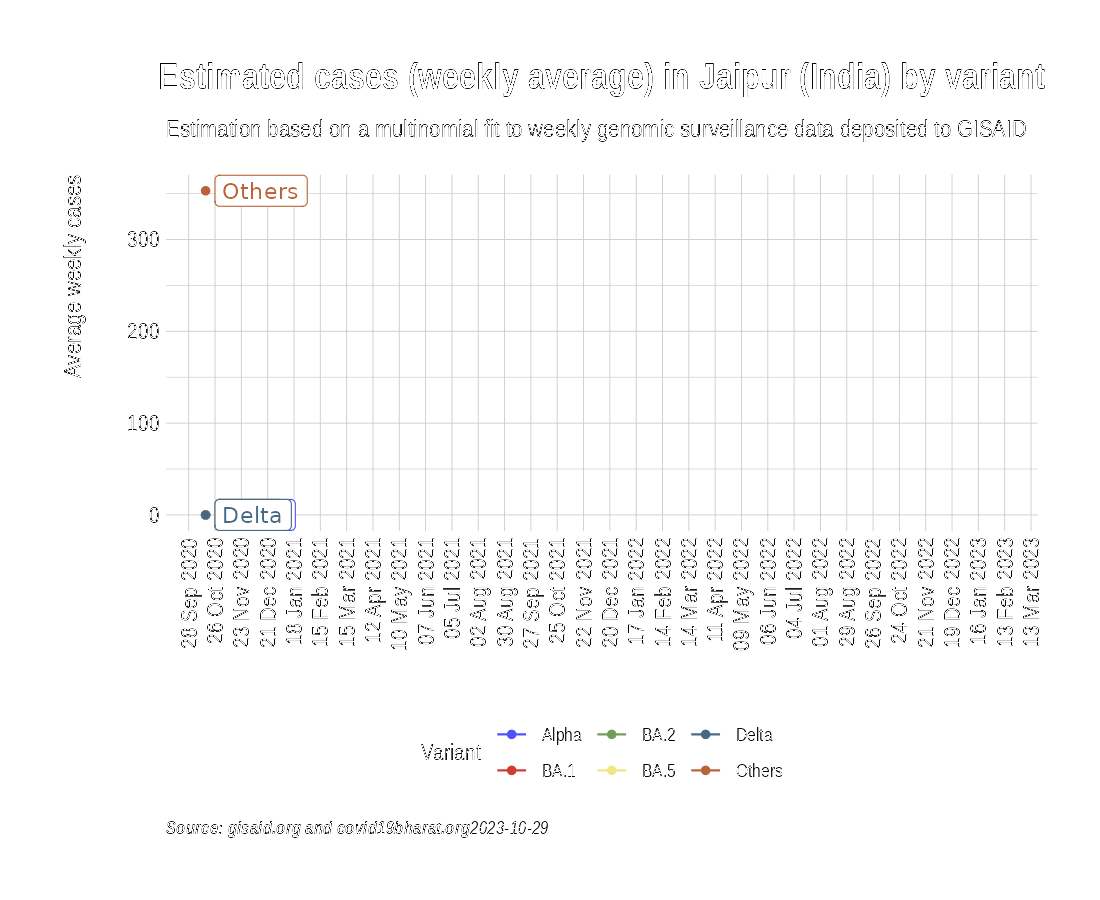 Estimated cases (weekly average) in Jaipur (India) by variant
Estimation based on a multinomial fit to weekly genomic surveillance data deposited to GISAID
Average weekly cases
300
200
100
0
Others
Delta
28 Sep 2020
26 Oct 2020
23 Nov 2020
21 Dec 2020
18 Jan 2021
15 Feb 2021
15 Mar 2021
12 Apr 2021
10 May 2021
07 Jun 2021
05 Jul 2021
02 Aug 2021
30 Aug 2021
27 Sep 2021
25 Oct 2021
22 Nov 2021
20 Dec 2021
17 Jan 2022
14 Feb 2022
14 Mar 2022
11 Apr 2022
09 May 2022
06 Jun 2022
04 Jul 2022
01 Aug 2022
29 Aug 2022
26 Sep 2022
24 Oct 2022
21 Nov 2022
19 Dec 2022
16 Jan 2023
13 Feb 2023
13 Mar 2023
Variant
Alpha
BA.2
Delta
BA.1
BA.5
Others
Source: gisaid.org and covid19bharat.org2023-10-29